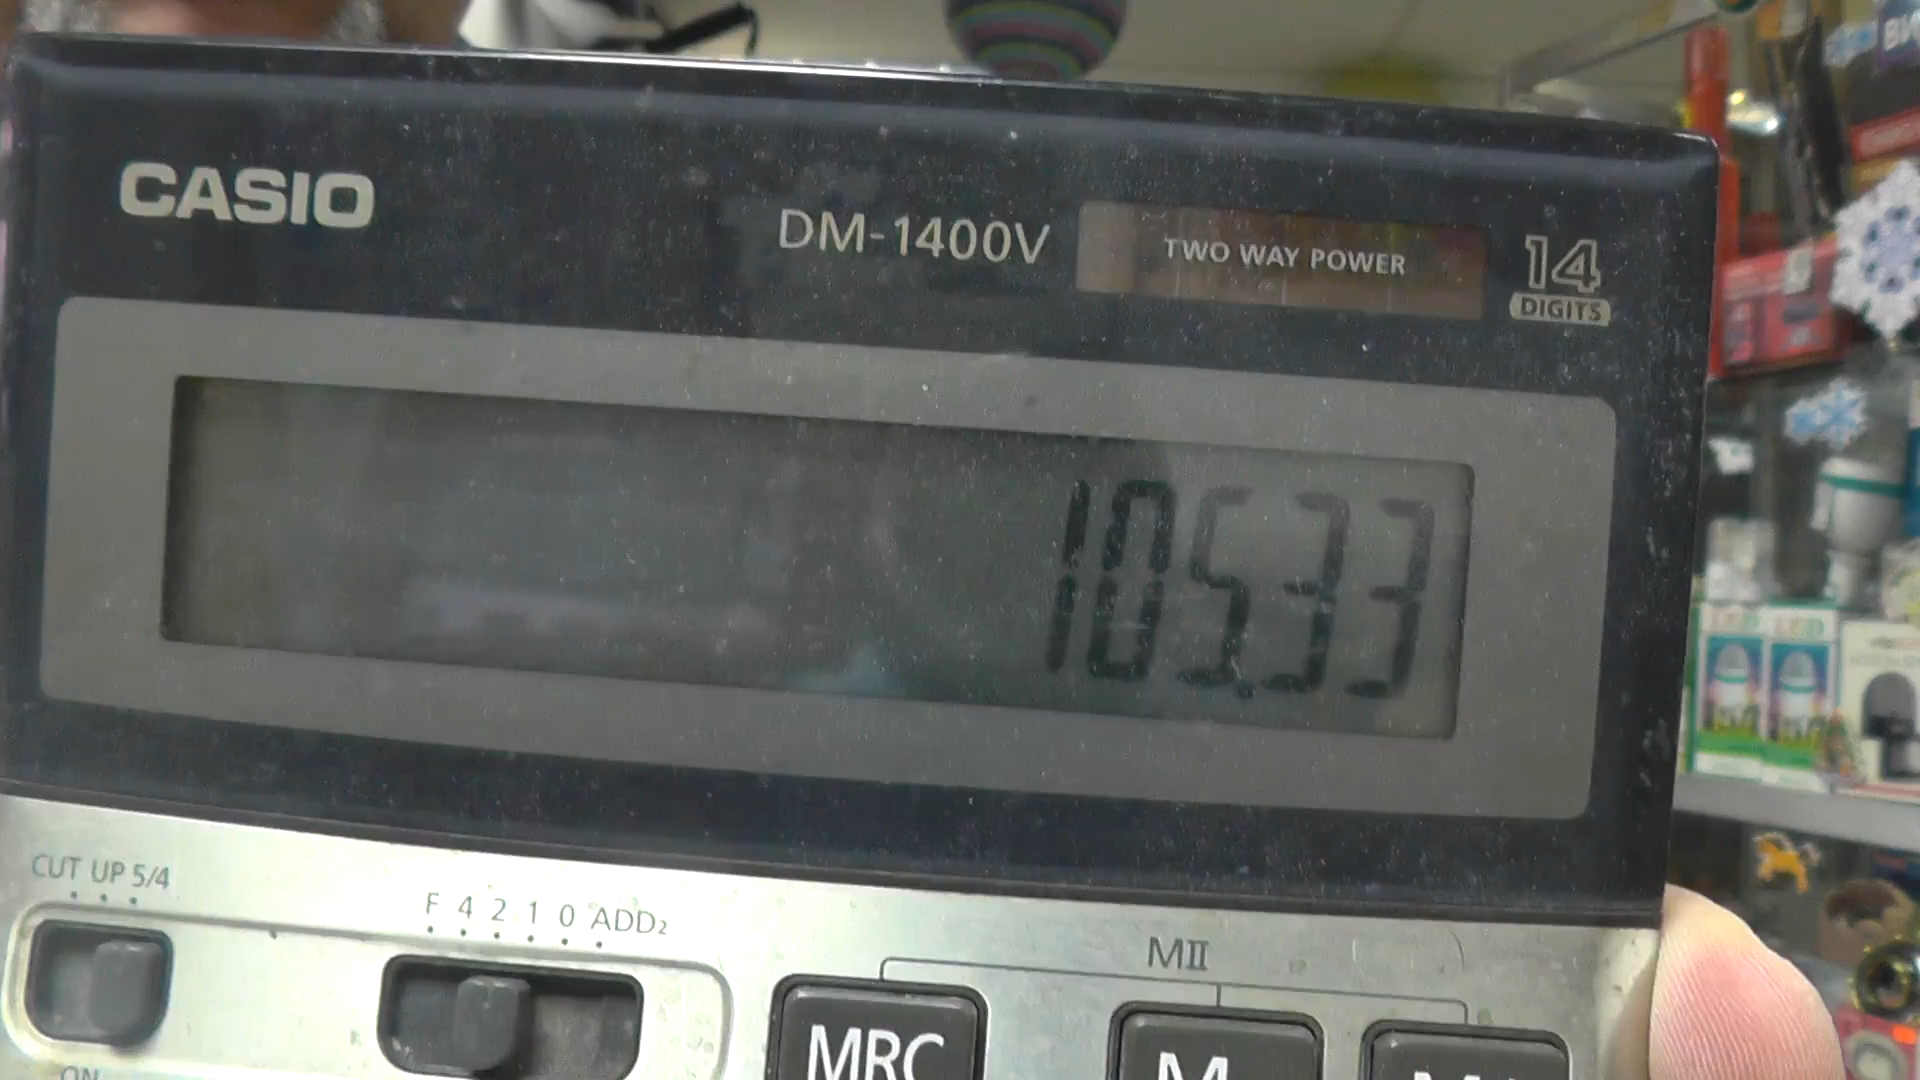 CASIO
DM-1400V
TWO WAY POWER
14
DIGITS
105.33
CUT UP 5/4
F 4 2 1 0 ADD₂
MII
MRC